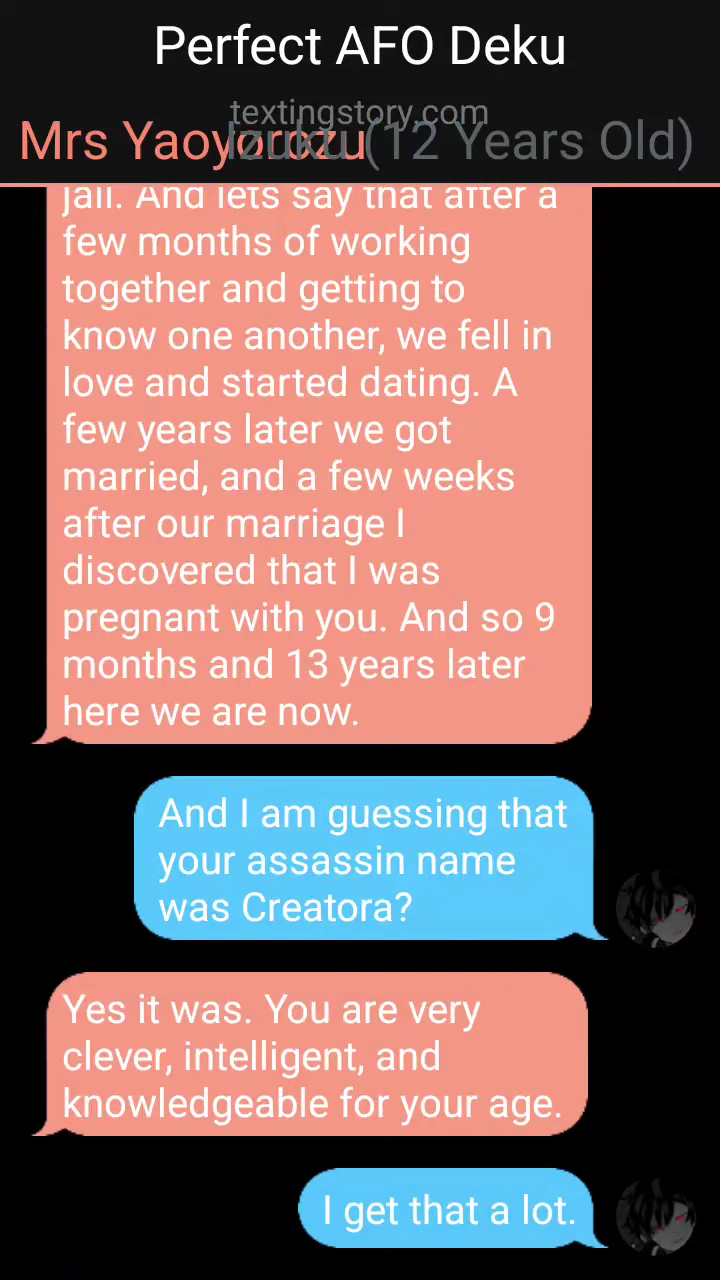 Perfect AFO Deku
textingstory.com
Mrs Yaoyorozu
Izuku (12 Years Old)
jail. And lets say that after a
few months of working
together and getting to
know one another, we fell in
love and started dating. A
few years later we got
married, and a few weeks
after our marriage I
discovered that I was
pregnant with you. And so 9
months and 13 years later
here we are now.
And I am guessing that
your assassin name
was Creatora?
Yes it was. You are very
clever, intelligent, and
knowledgeable for your age.
I get that a lot.